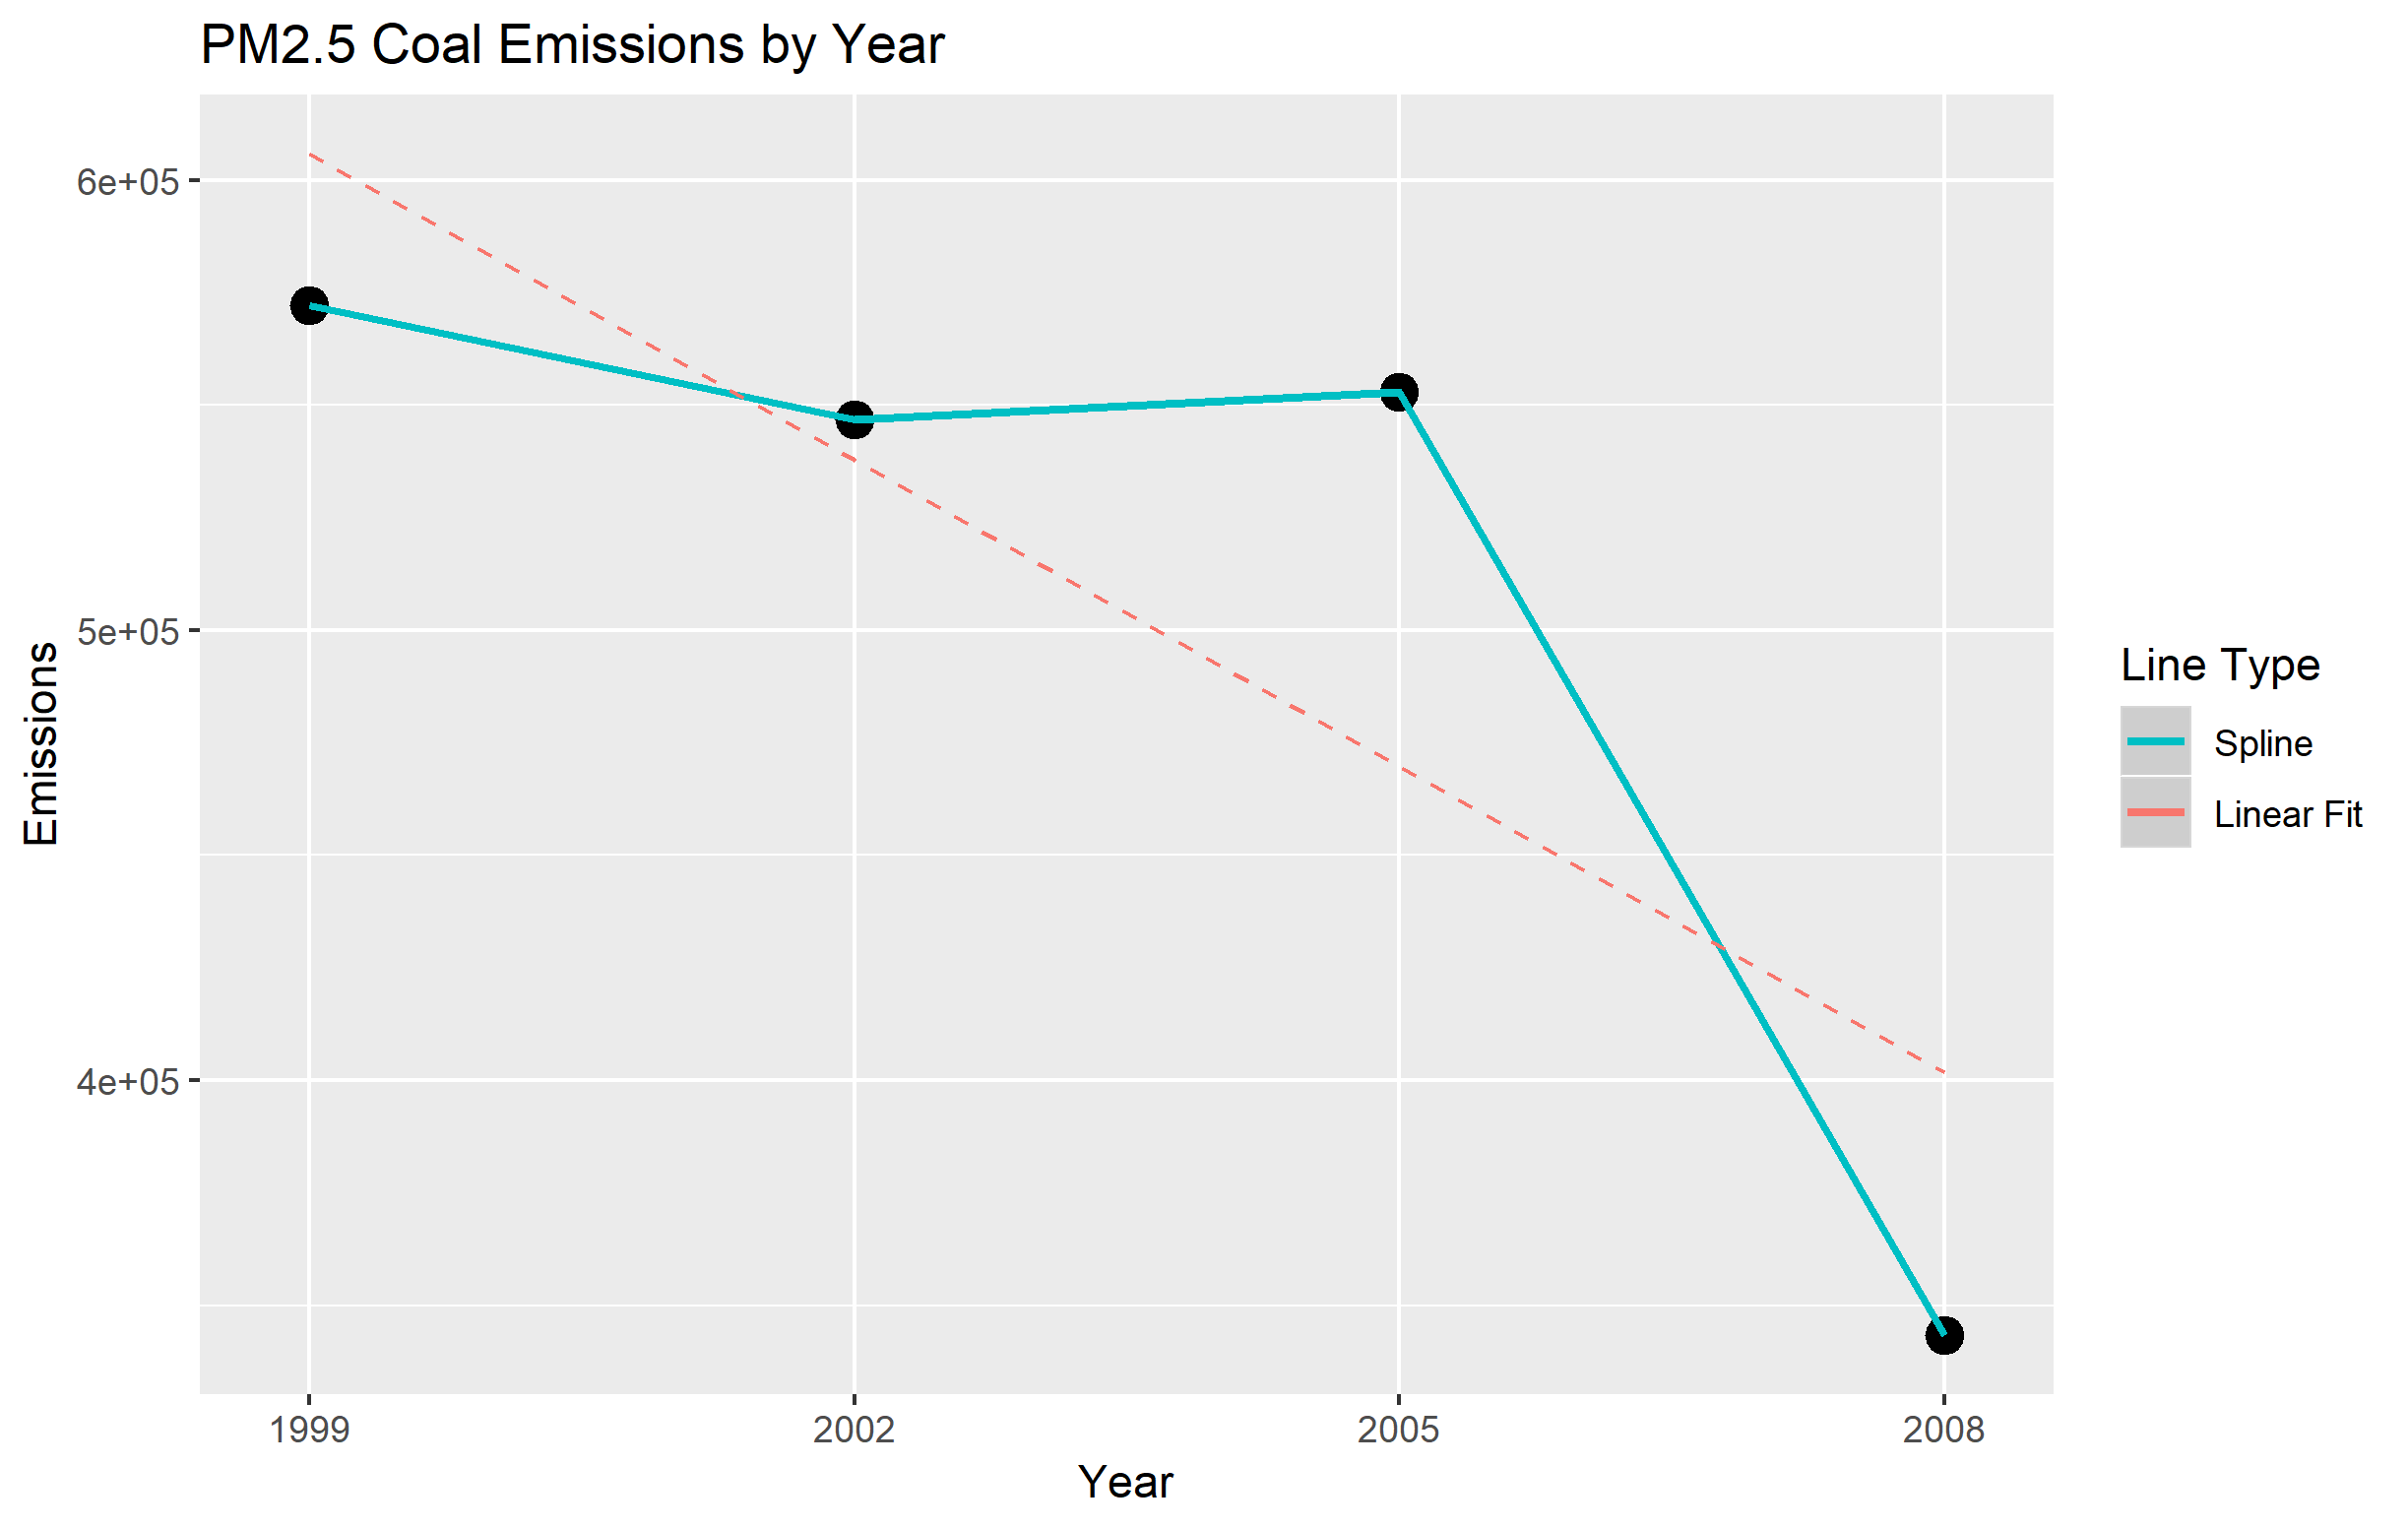 PM2.5 Coal Emissions by Year
6e+05
5e+05
4e+05
Emissions
1999
2002
2005
2008
Year
Line Type
Spline
Linear Fit